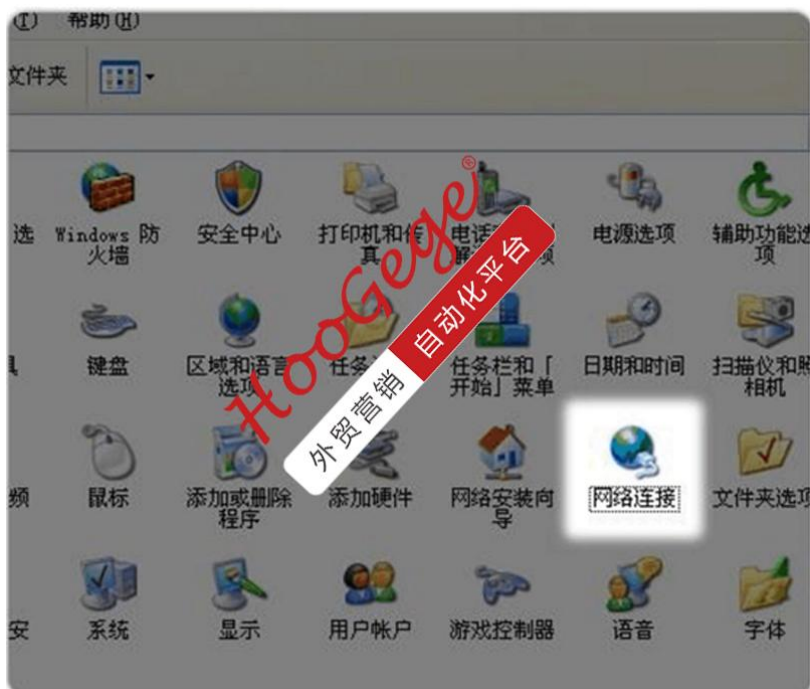 (T) 帮助(H)
文件夹
选
Windows 防
火墙
安全中心
打印机和传
真
电话
电源选项
辅助功能选
项
键盘
区域和语言
选项
任务
任务栏和「
开始」菜单
日期和时间
扫描仪和照
相机
频
鼠标
添加或删除
程序
添加硬件
网络安装向
导
网络连接
文件夹选项
安
系统
显示
用户帐户
游戏控制器
语音
字体
HooGege®
外贸营销 自动化平台